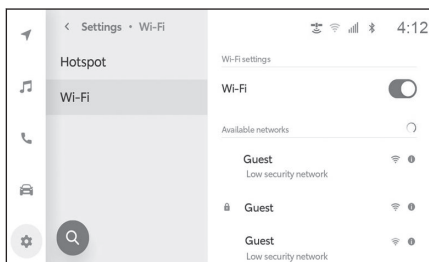 < Settings • Wi-Fi
4:12
Hotspot
Wi-Fi
Wi-Fi settings
Wi-Fi
Available networks
Guest
Low security network
Guest
Guest
Low security network